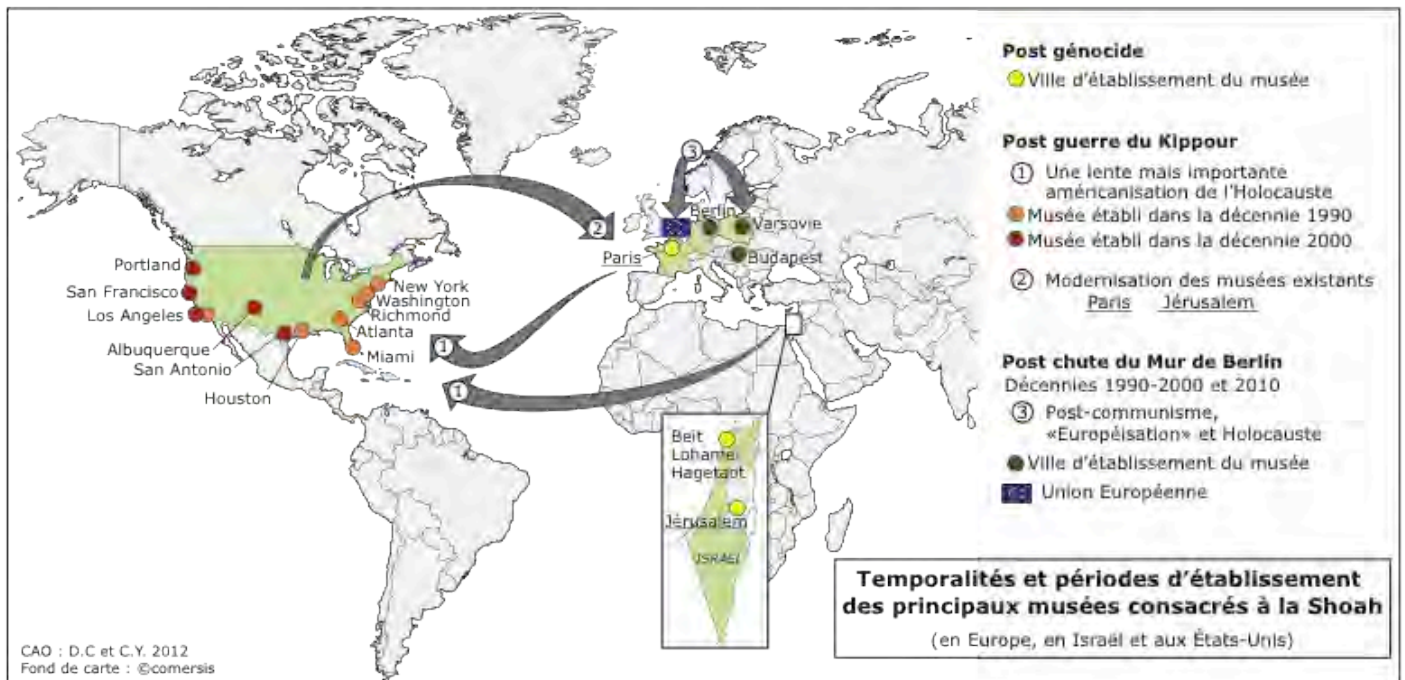 Portland
San Francisco
Los Angeles
Albuquerque
San Antonio
Houston
New York
Washington
Richmond
Atlanta
Miami
①
①
②
③
Paris
Berlin
Varsovie
Budapest
Beit
Lohamei
Hagetaot
Jérusalem
ISRAËL
Post génocide
Ville d'établissement du musée
Post guerre du Kippour
① Une lente mais importante
américanisation de l'Holocauste
Musée établi dans la décennie 1990
Musée établi dans la décennie 2000
② Modernisation des musées existants
Paris Jérusalem
Post chute du Mur de Berlin
Décennies 1990-2000 et 2010
③ Post-communisme,
«Européisation» et Holocauste
Ville d'établissement du musée
Union Européenne
Temporalités et périodes d'établissement
des principaux musées consacrés à la Shoah
(en Europe, en Israël et aux États-Unis)
CAO : D.C et C.Y. 2012
Fond de carte : ©comersis